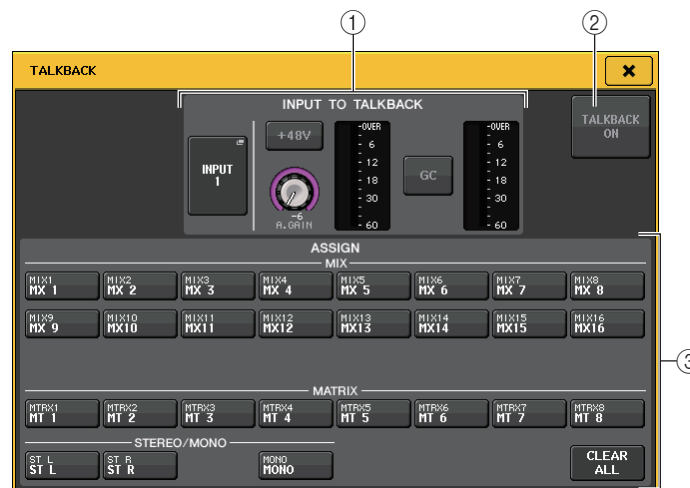 ① ②
TALKBACK ×
INPUT TO TALKBACK
TALKBACK
ON
+48V
INPUT
1
-6
A.GAIN
-OVER
- 6
- 12
- 18
- 30
- 60
GC
-OVER
- 6
- 12
- 18
- 30
- 60
ASSIGN
MIX
MIX1 MIX2 MIX3 MIX4 MIX5 MIX6 MIX7 MIX8
MX 1 MX 2 MX 3 MX 4 MX 5 MX 6 MX 7 MX 8
MIX9 MIX10 MIX11 MIX12 MIX13 MIX14 MIX15 MIX16
MX 9 MX10 MX11 MX12 MX13 MX14 MX15 MX16
③
MATRIX
MTRX1 MTRX2 MTRX3 MTRX4 MTRX5 MTRX6 MTRX7 MTRX8
MT 1 MT 2 MT 3 MT 4 MT 5 MT 6 MT 7 MT 8
STEREO/MONO
ST L ST R MONO
ST L ST R MONO
CLEAR
ALL